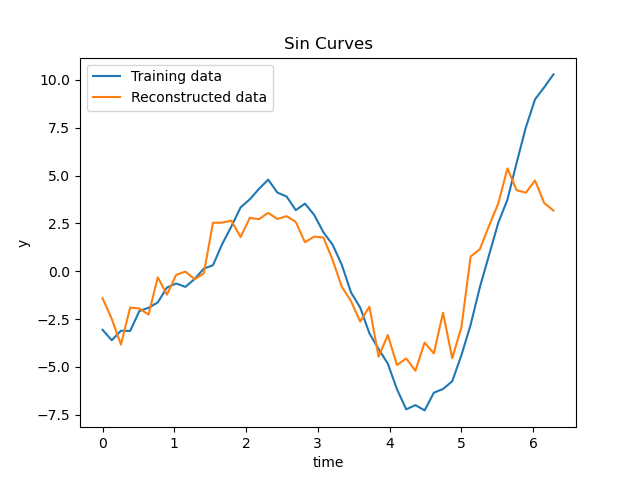 Sin Curves
Training data
Reconstructed data
10.0
7.5
5.0
2.5
0.0
−2.5
−5.0
−7.5
y
0 1 2 3 4 5 6
time